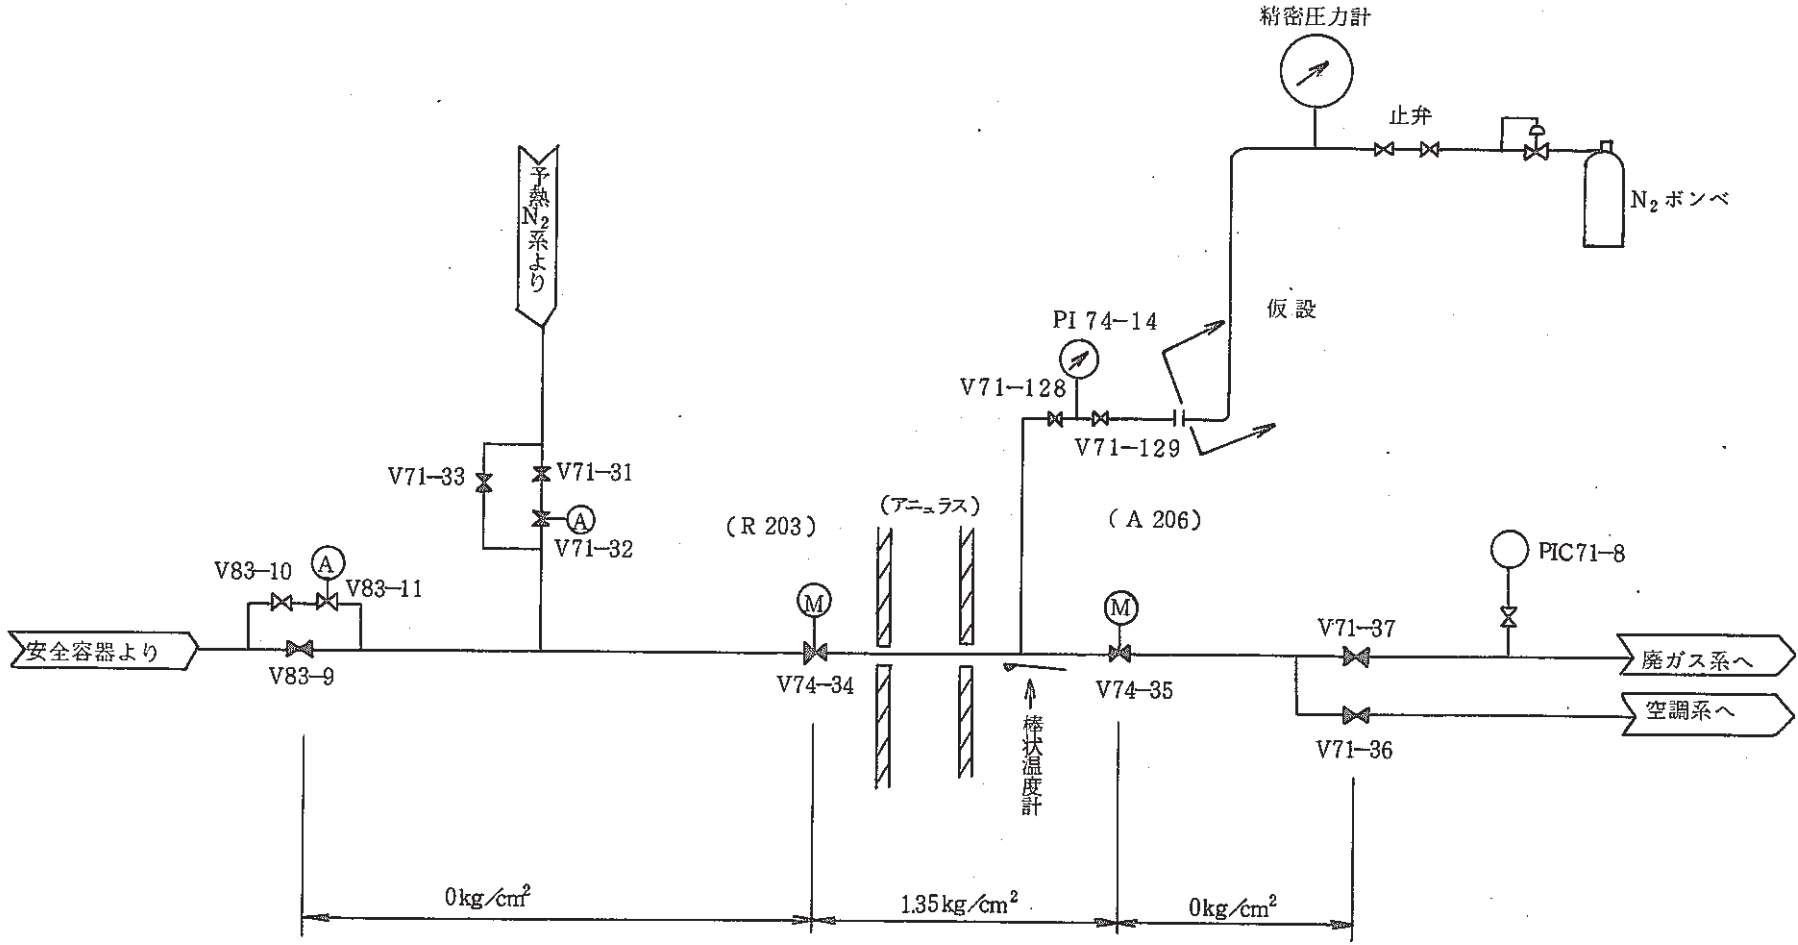 精密圧力計
止弁
N₂ ボンベ
予熱N₂系より
仮設
PI 74-14
V71-128
V71-129
V71-33
V71-31
A
V71-32
(R 203)
(アニュラス)
(A 206)
V83-10
A
V83-11
M
M
PIC71-8
安全容器より
V83-9
V74-34
V74-35
V71-37
廃ガス系へ
空調系へ
V71-36
棒状温度計
0kg/cm²
1.35kg/cm²
0kg/cm²